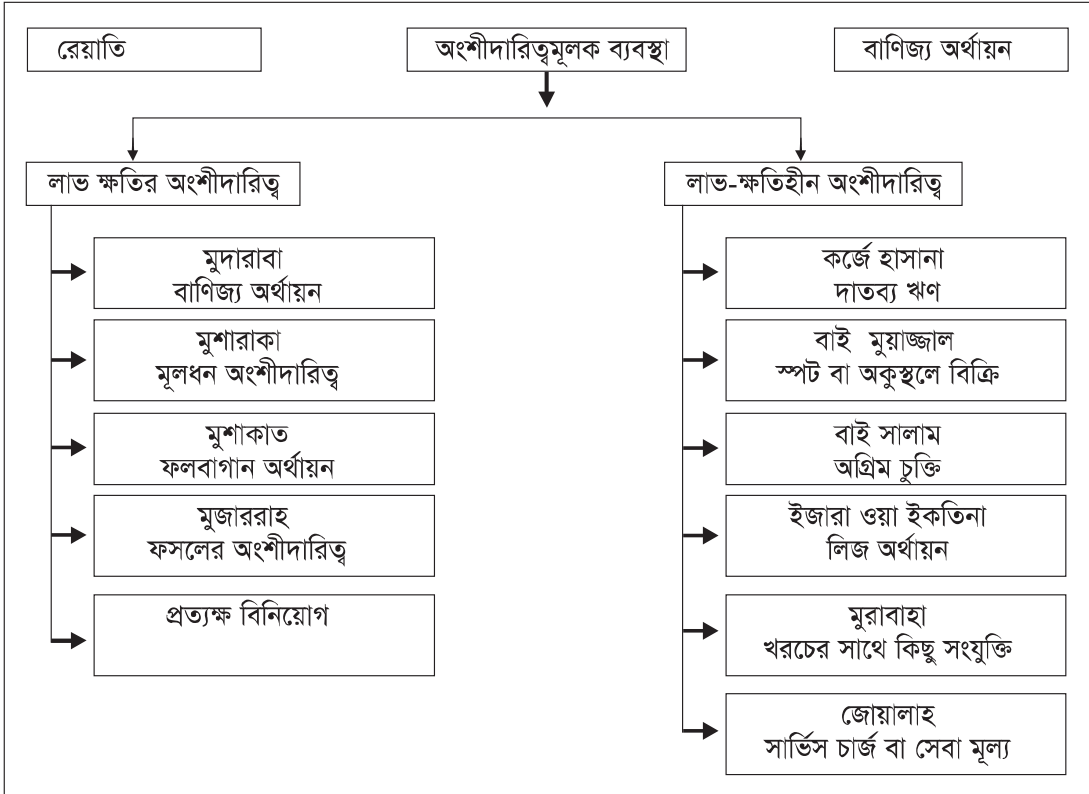 রেয়াতি
অংশীদারিত্বমূলক ব্যবস্থা
বাণিজ্য অর্থায়ন
লাভ ক্ষতির অংশীদারিত্ব
মুদারাবা
বাণিজ্য অর্থায়ন
মুশারাকা
মূলধন অংশীদারিত্ব
মুশাকাত
ফলবাগান অর্থায়ন
মুজাররাহ
ফসলের অংশীদারিত্ব
প্রত্যক্ষ বিনিয়োগ
লাভ-ক্ষতিহীন অংশীদারিত্ব
কর্জে হাসানা
দাতব্য ঋণ
বাই মুয়াজ্জাল
স্পট বা অকুস্থলে বিক্রি
বাই সালাম
অগ্রিম চুক্তি
ইজারা ওয়া ইকতিনা
লিজ অর্থায়ন
মুরাবাহা
খরচের সাথে কিছু সংযুক্তি
জোয়ালাহ
সার্ভিস চার্জ বা সেবা মূল্য